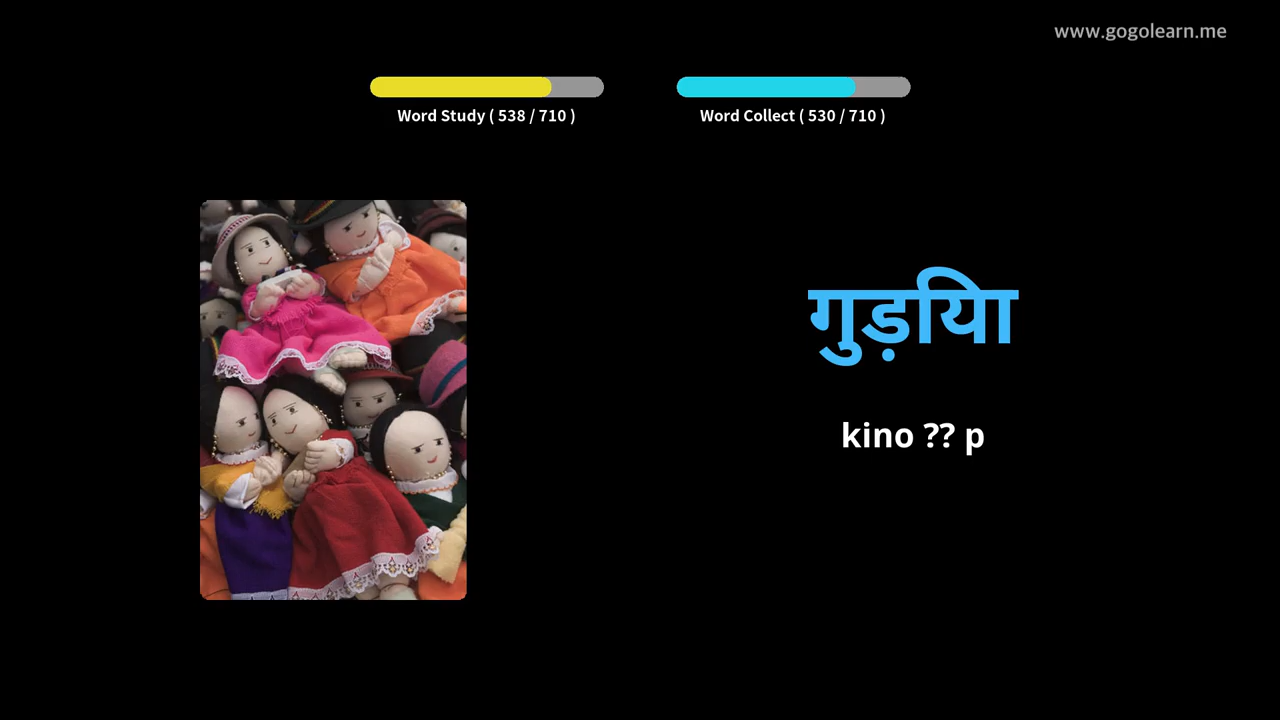 www.gogolearn.me
Word Study ( 538 / 710 )
Word Collect ( 530 / 710 )
गुड़िया
kino ?? p